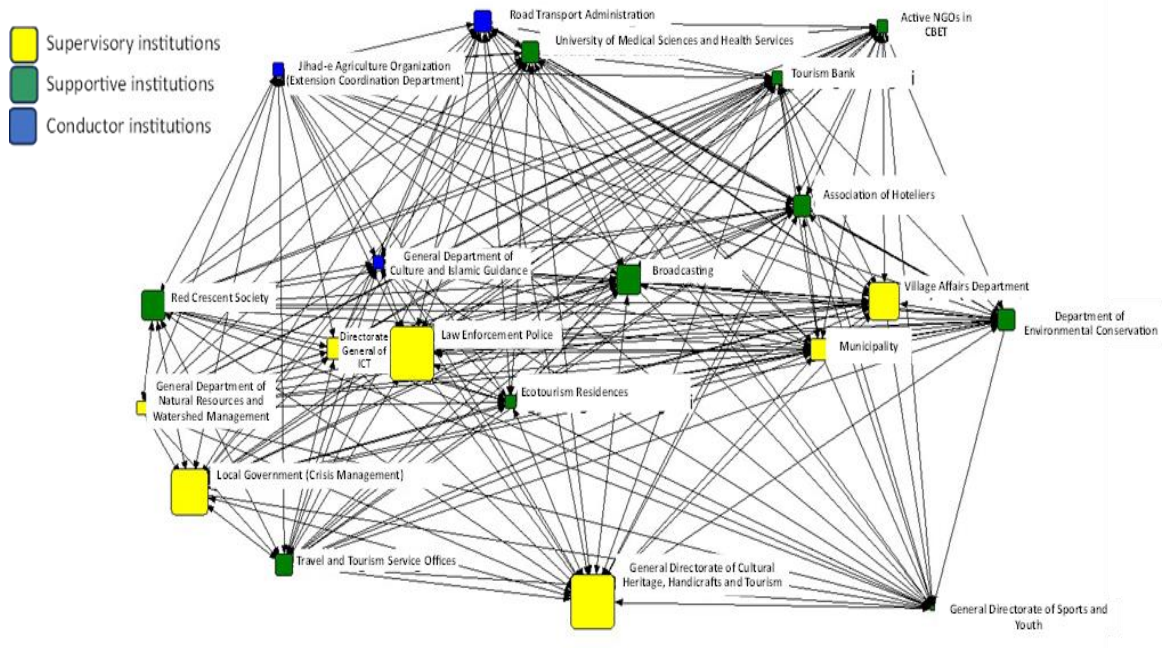 Supervisory institutions
Supportive institutions
Conductor institutions
Road Transport Administration
University of Medical Sciences and Health Services
Active NGOs in
CBET
Jihad-e Agriculture Organization
(Extension Coordination Department)
Tourism Bank
i
Association of Hoteliers
General Department of
Culture and Islamic Guidance
Broadcasting
Red Crescent Society
Village Affairs Department
Department of
Environmental Conservation
Directorate
General of
ICT
Law Enforcement Police
Municipality
General Department of
Natural Resources and
Watershed Management
Ecotourism Residences
i
Local Government (Crisis Management)
Travel and Tourism Service Offices
General Directorate of Cultural
Heritage, Handicrafts and Tourism
General Directorate of Sports and
Youth